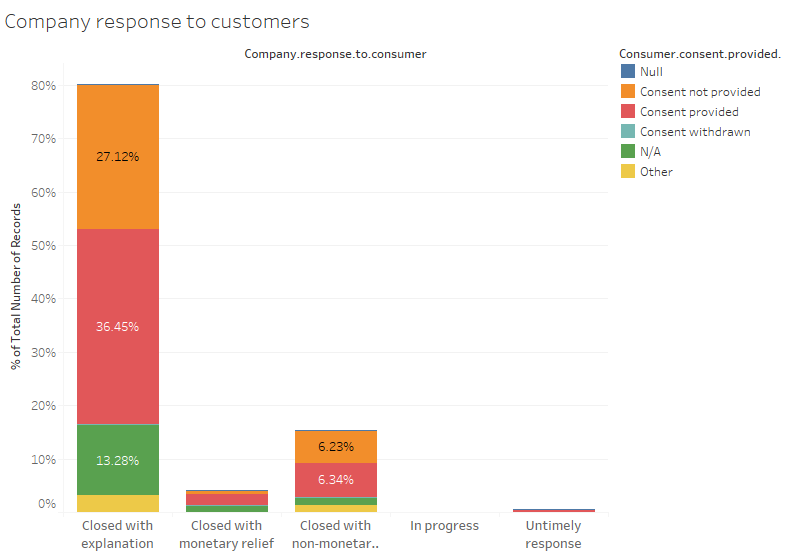 Company response to customers
Company.response.to.consumer
Consumer.consent.provided.
Null
Consent not provided
Consent provided
Consent withdrawn
N/A
Other
% of Total Number of Records
80%
70%
60%
50%
40%
30%
20%
10%
0%
27.12%
36.45%
13.28%
6.23%
6.34%
Closed with
explanation
Closed with
monetary relief
Closed with
non-monetar..
In progress
Untimely
response